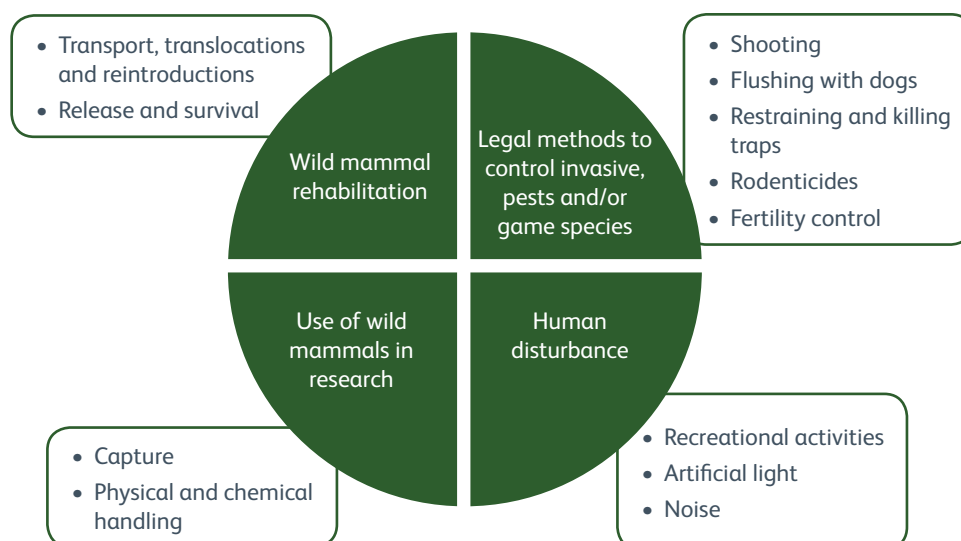 • Transport, translocations
and reintroductions
• Release and survival
Wild mammal
rehabilitation
Legal methods to
control invasive,
pests and/or
game species
• Shooting
• Flushing with dogs
• Restraining and killing
traps
• Rodenticides
• Fertility control
Use of wild
mammals in
research
Human
disturbance
• Capture
• Physical and chemical
handling
• Recreational activities
• Artificial light
• Noise